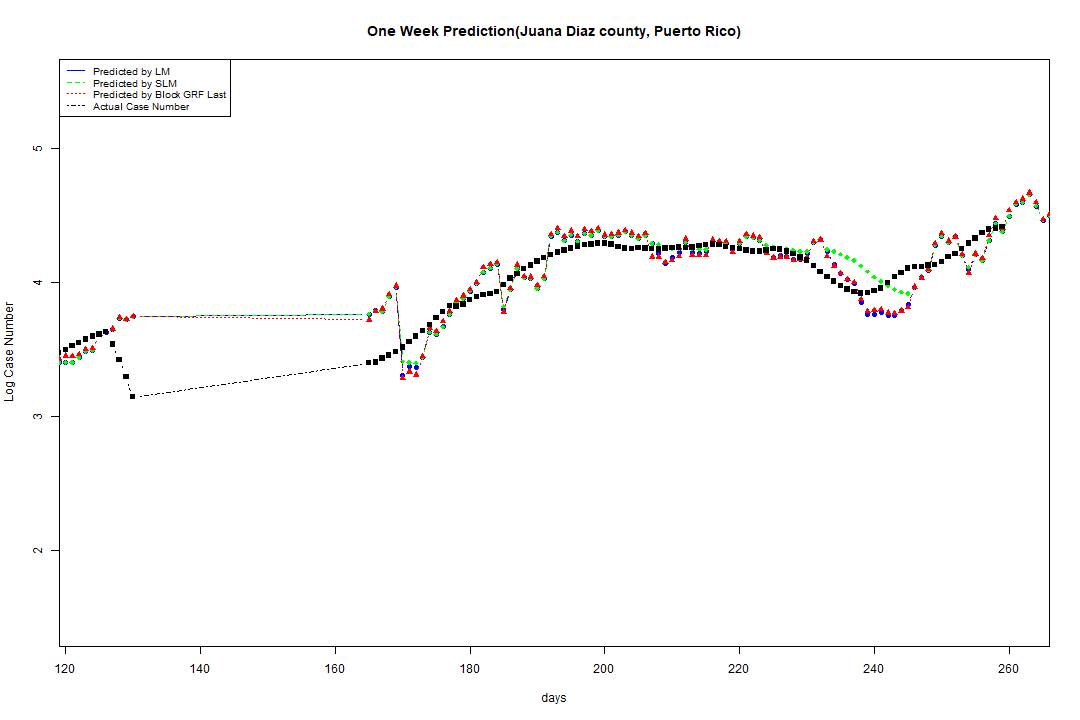 One Week Prediction(Juana Diaz county, Puerto Rico)
Predicted by LM
Predicted by SLM
Predicted by Block GRF Last
Actual Case Number
5
4
3
2
Log Case Number
120 140 160 180 200 220 240 260
days